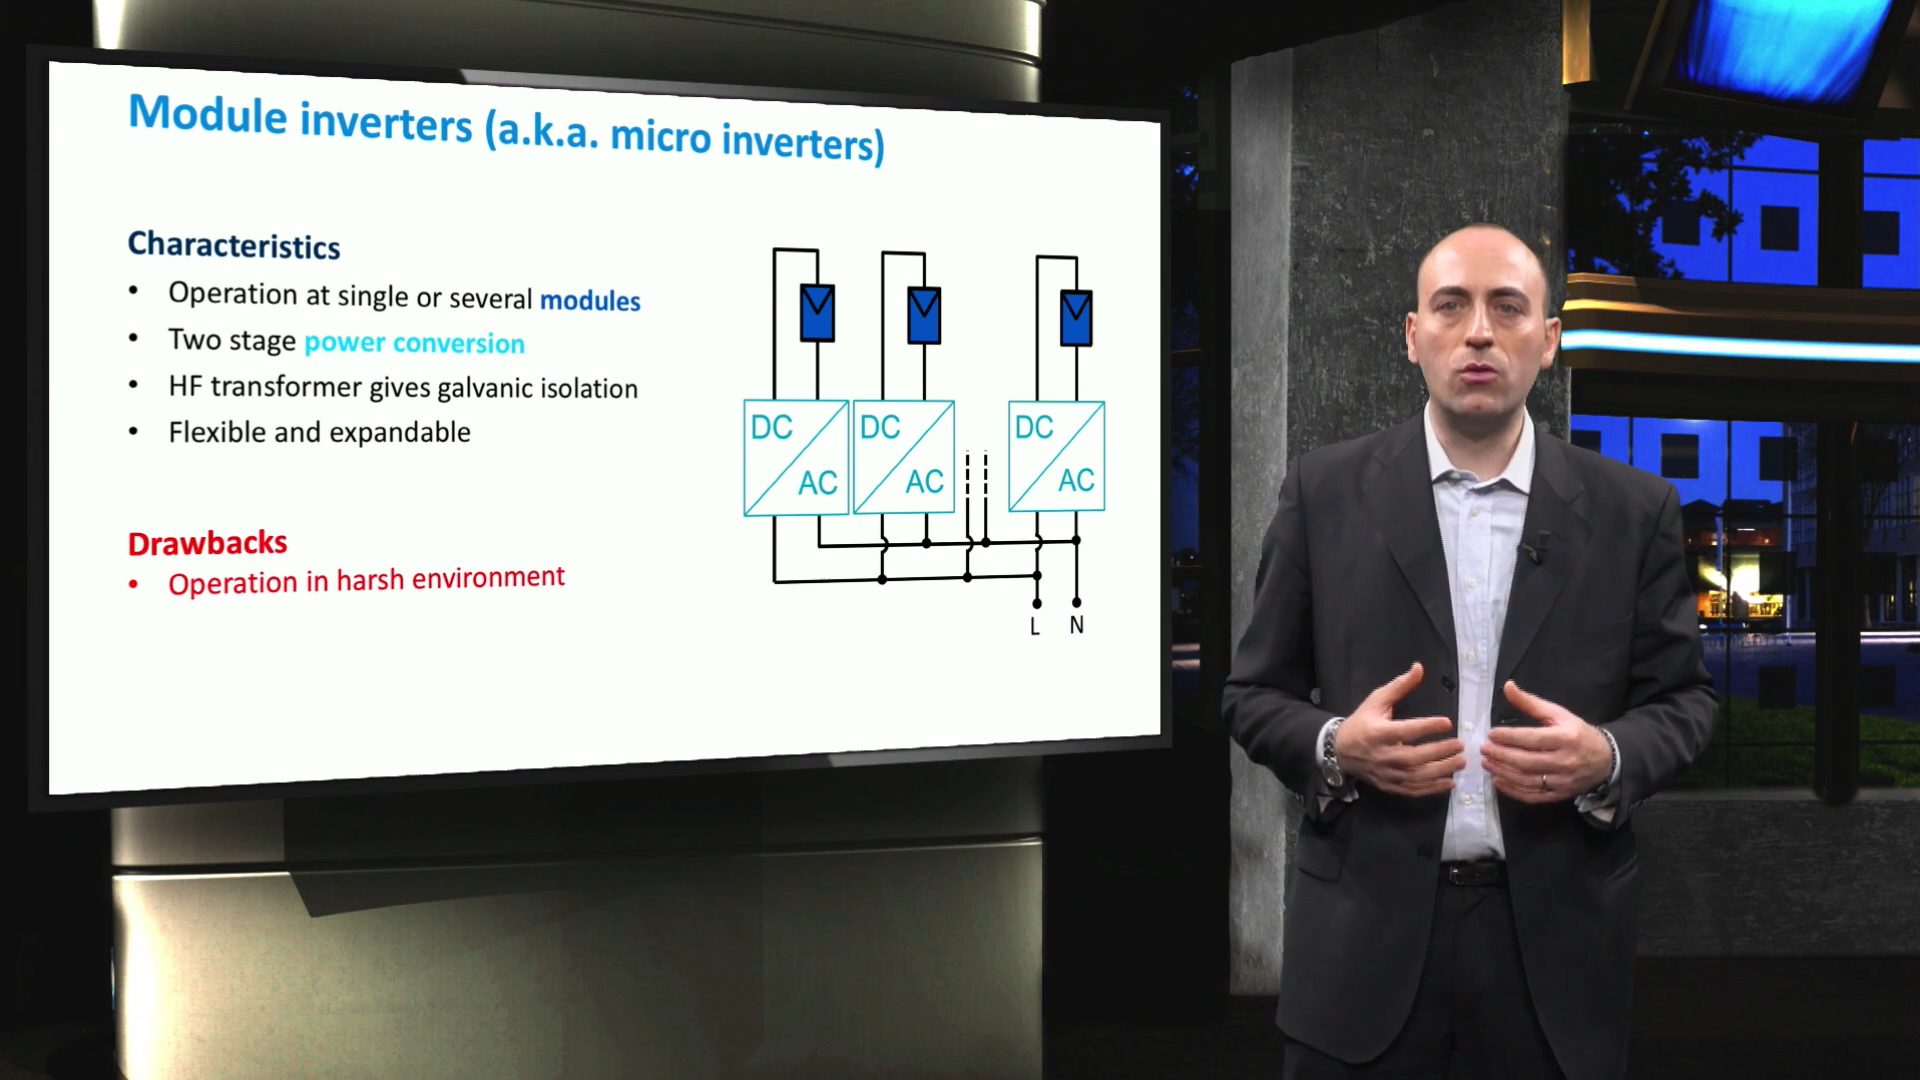 Module inverters (a.k.a. micro inverters)
Characteristics
• Operation at single or several modules
• Two stage power conversion
• HF transformer gives galvanic isolation
• Flexible and expandable
Drawbacks
• Operation in harsh environment
DC
AC
DC
AC
DC
AC
L N